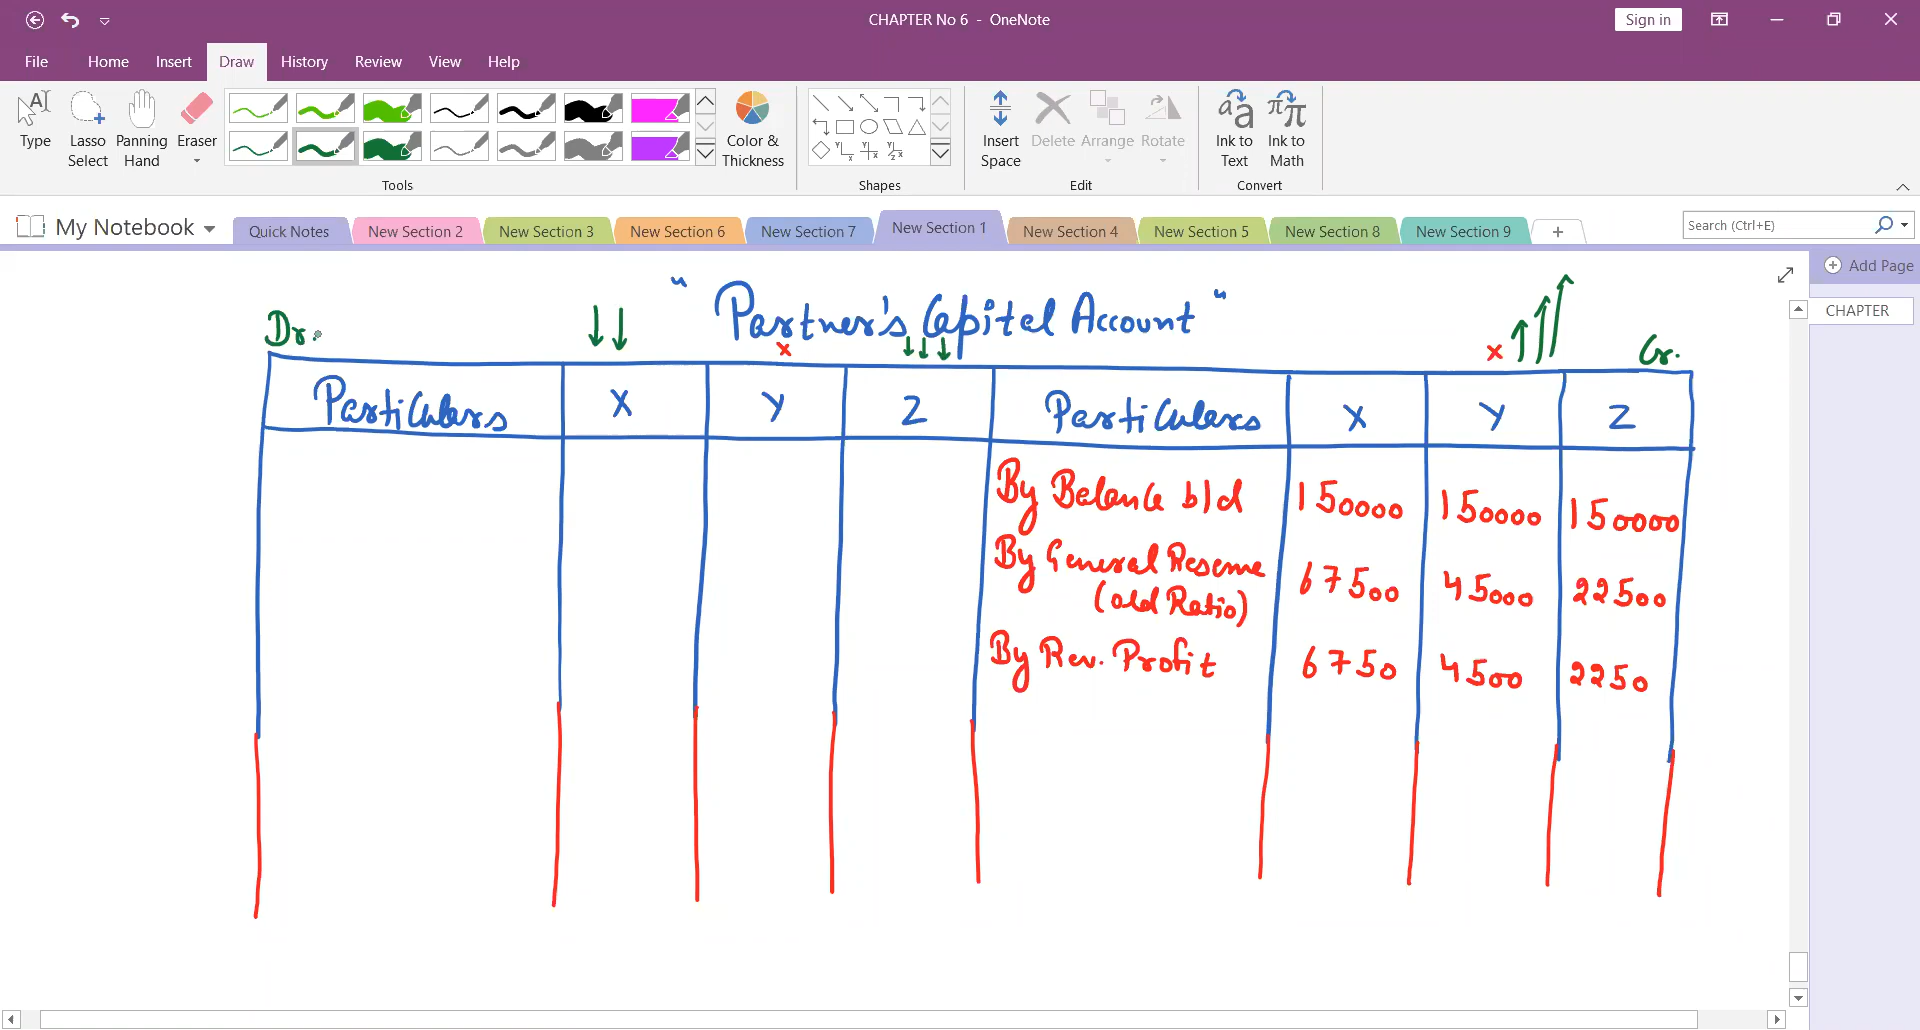 CHAPTER No 6 - OneNote
Sign in
File Home Insert Draw History Review View Help
Type
Lasso Select
Panning Hand
Eraser
Color & Thickness
Insert Space
Delete
Arrange
Rotate
Ink to Text
Ink to Math
Tools
Shapes
Edit
Convert
My Notebook
Quick Notes
New Section 2
New Section 3
New Section 6
New Section 7
New Section 1
New Section 4
New Section 5
New Section 8
New Section 9
Search (Ctrl+E)
Add Page
CHAPTER
" Partner's Capital Account "
Dr.
Cr.
Particulars X Y Z Particulars X Y Z
By Balance b/d 150000 150000 150000
By General Reserve 67500 45000 22500
(old Ratio)
By Rev. Profit 6750 4500 2250